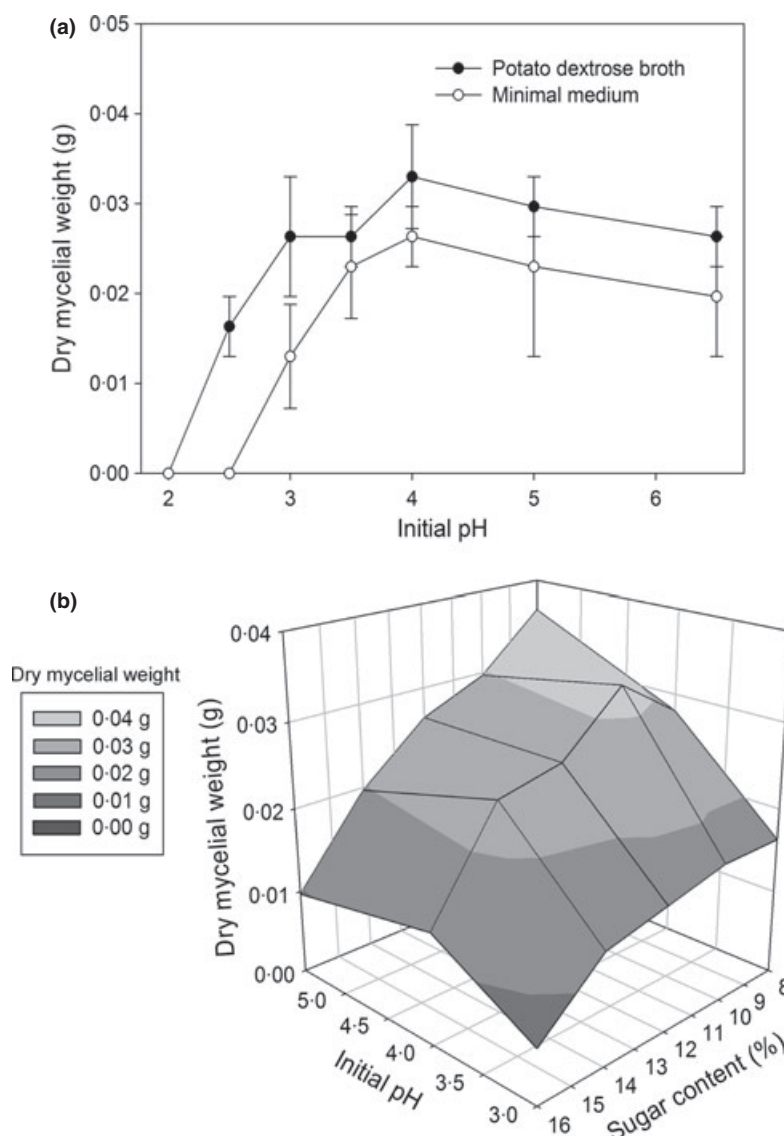 (a)
0·05
0·04
0·03
0·02
0·01
0·00
Dry mycelial weight (g)
Potato dextrose broth
Minimal medium
2 3 4 5 6
Initial pH
(b)
Dry mycelial weight
0·04 g
0·03 g
0·02 g
0·01 g
0·00 g
0·04
0·03
0·02
0·01
0·00
Dry mycelial weight (g)
5·0
4·5
4·0
3·5
3·0
Initial pH
16
15
14
13
12
11
10
9
8
Sugar content (%)